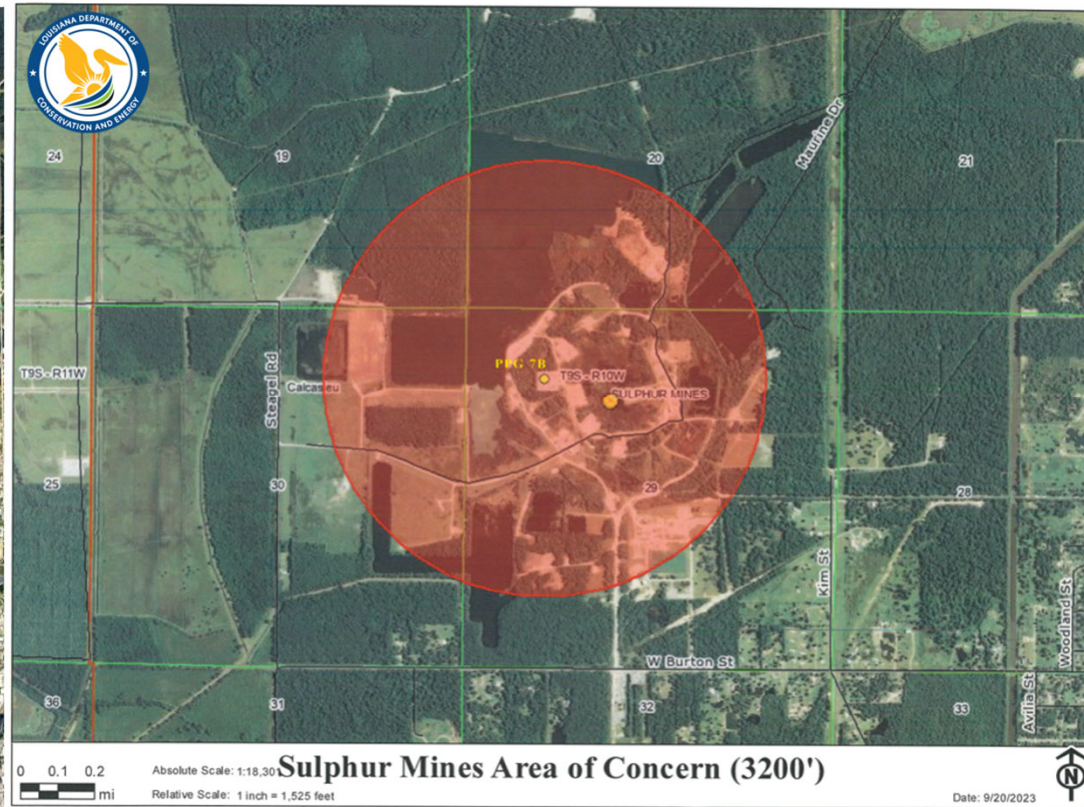 LOUISIANA DEPARTMENT OF
CONSERVATION AND ENERGY
24
19
20
21
Maurine Dr
T9S - R11W
Steagel Rd
Calcasieu
PPG 7B
T9S - R10W
SULPHUR MINES
25
30
29
28
Kim St
Woodland St
W Burton St
36
31
32
33
Avilia St
Sulphur Mines Area of Concern (3200')
0 0.1 0.2
mi
Absolute Scale: 1:18,301
Relative Scale: 1 inch = 1,525 feet
N
Date: 9/20/2023